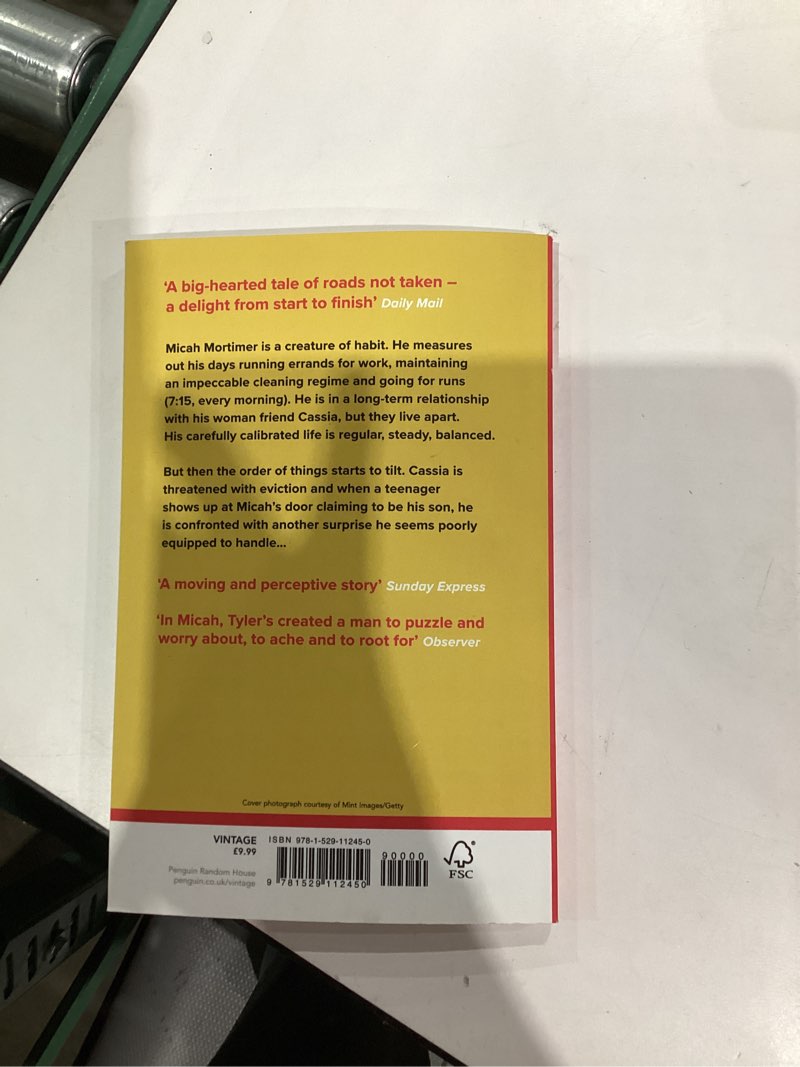 ‘A big-hearted tale of roads not taken –
a delight from start to finish’ Daily Mail
Micah Mortimer is a creature of habit. He measures
out his days running errands for work, maintaining
an impeccable cleaning regime and going for runs
(7:15, every morning). He is in a long-term relationship
with his woman friend Cassia, but they live apart.
His carefully calibrated life is regular, steady, balanced.
But then the order of things starts to tilt. Cassia is
threatened with eviction and when a teenager
shows up at Micah’s door claiming to be his son, he
is confronted with another surprise he seems poorly
equipped to handle...
‘A moving and perceptive story’ Sunday Express
‘In Micah, Tyler’s created a man to puzzle and
worry about, to ache and to root for’ Observer
Cover photograph courtesy of Mint Images/Getty
VINTAGE
£9.99
Penguin Random House
penguin.co.uk/vintage
ISBN 978-1-529-11245-0
90000
9 781529 112450
FSC